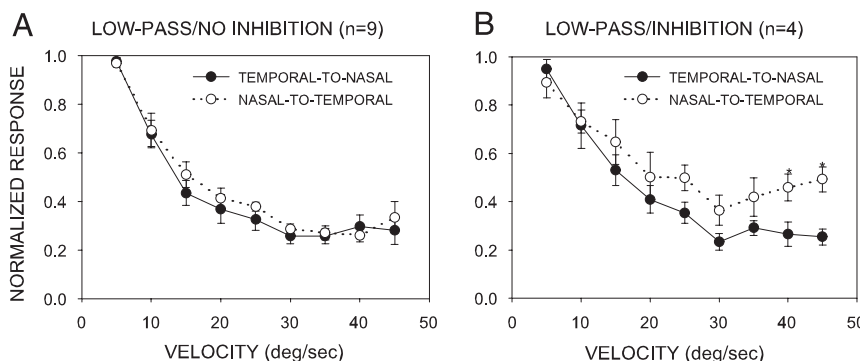 A
LOW-PASS/NO INHIBITION (n=9)
NORMALIZED RESPONSE
1.0
0.8
0.6
0.4
0.2
0.0
TEMPORAL-TO-NASAL
NASAL-TO-TEMPORAL
0 10 20 30 40 50
VELOCITY (deg/sec)
B
LOW-PASS/INHIBITION (n=4)
1.0
0.8
0.6
0.4
0.2
0.0
TEMPORAL-TO-NASAL
NASAL-TO-TEMPORAL
* *
0 10 20 30 40 50
VELOCITY (deg/sec)